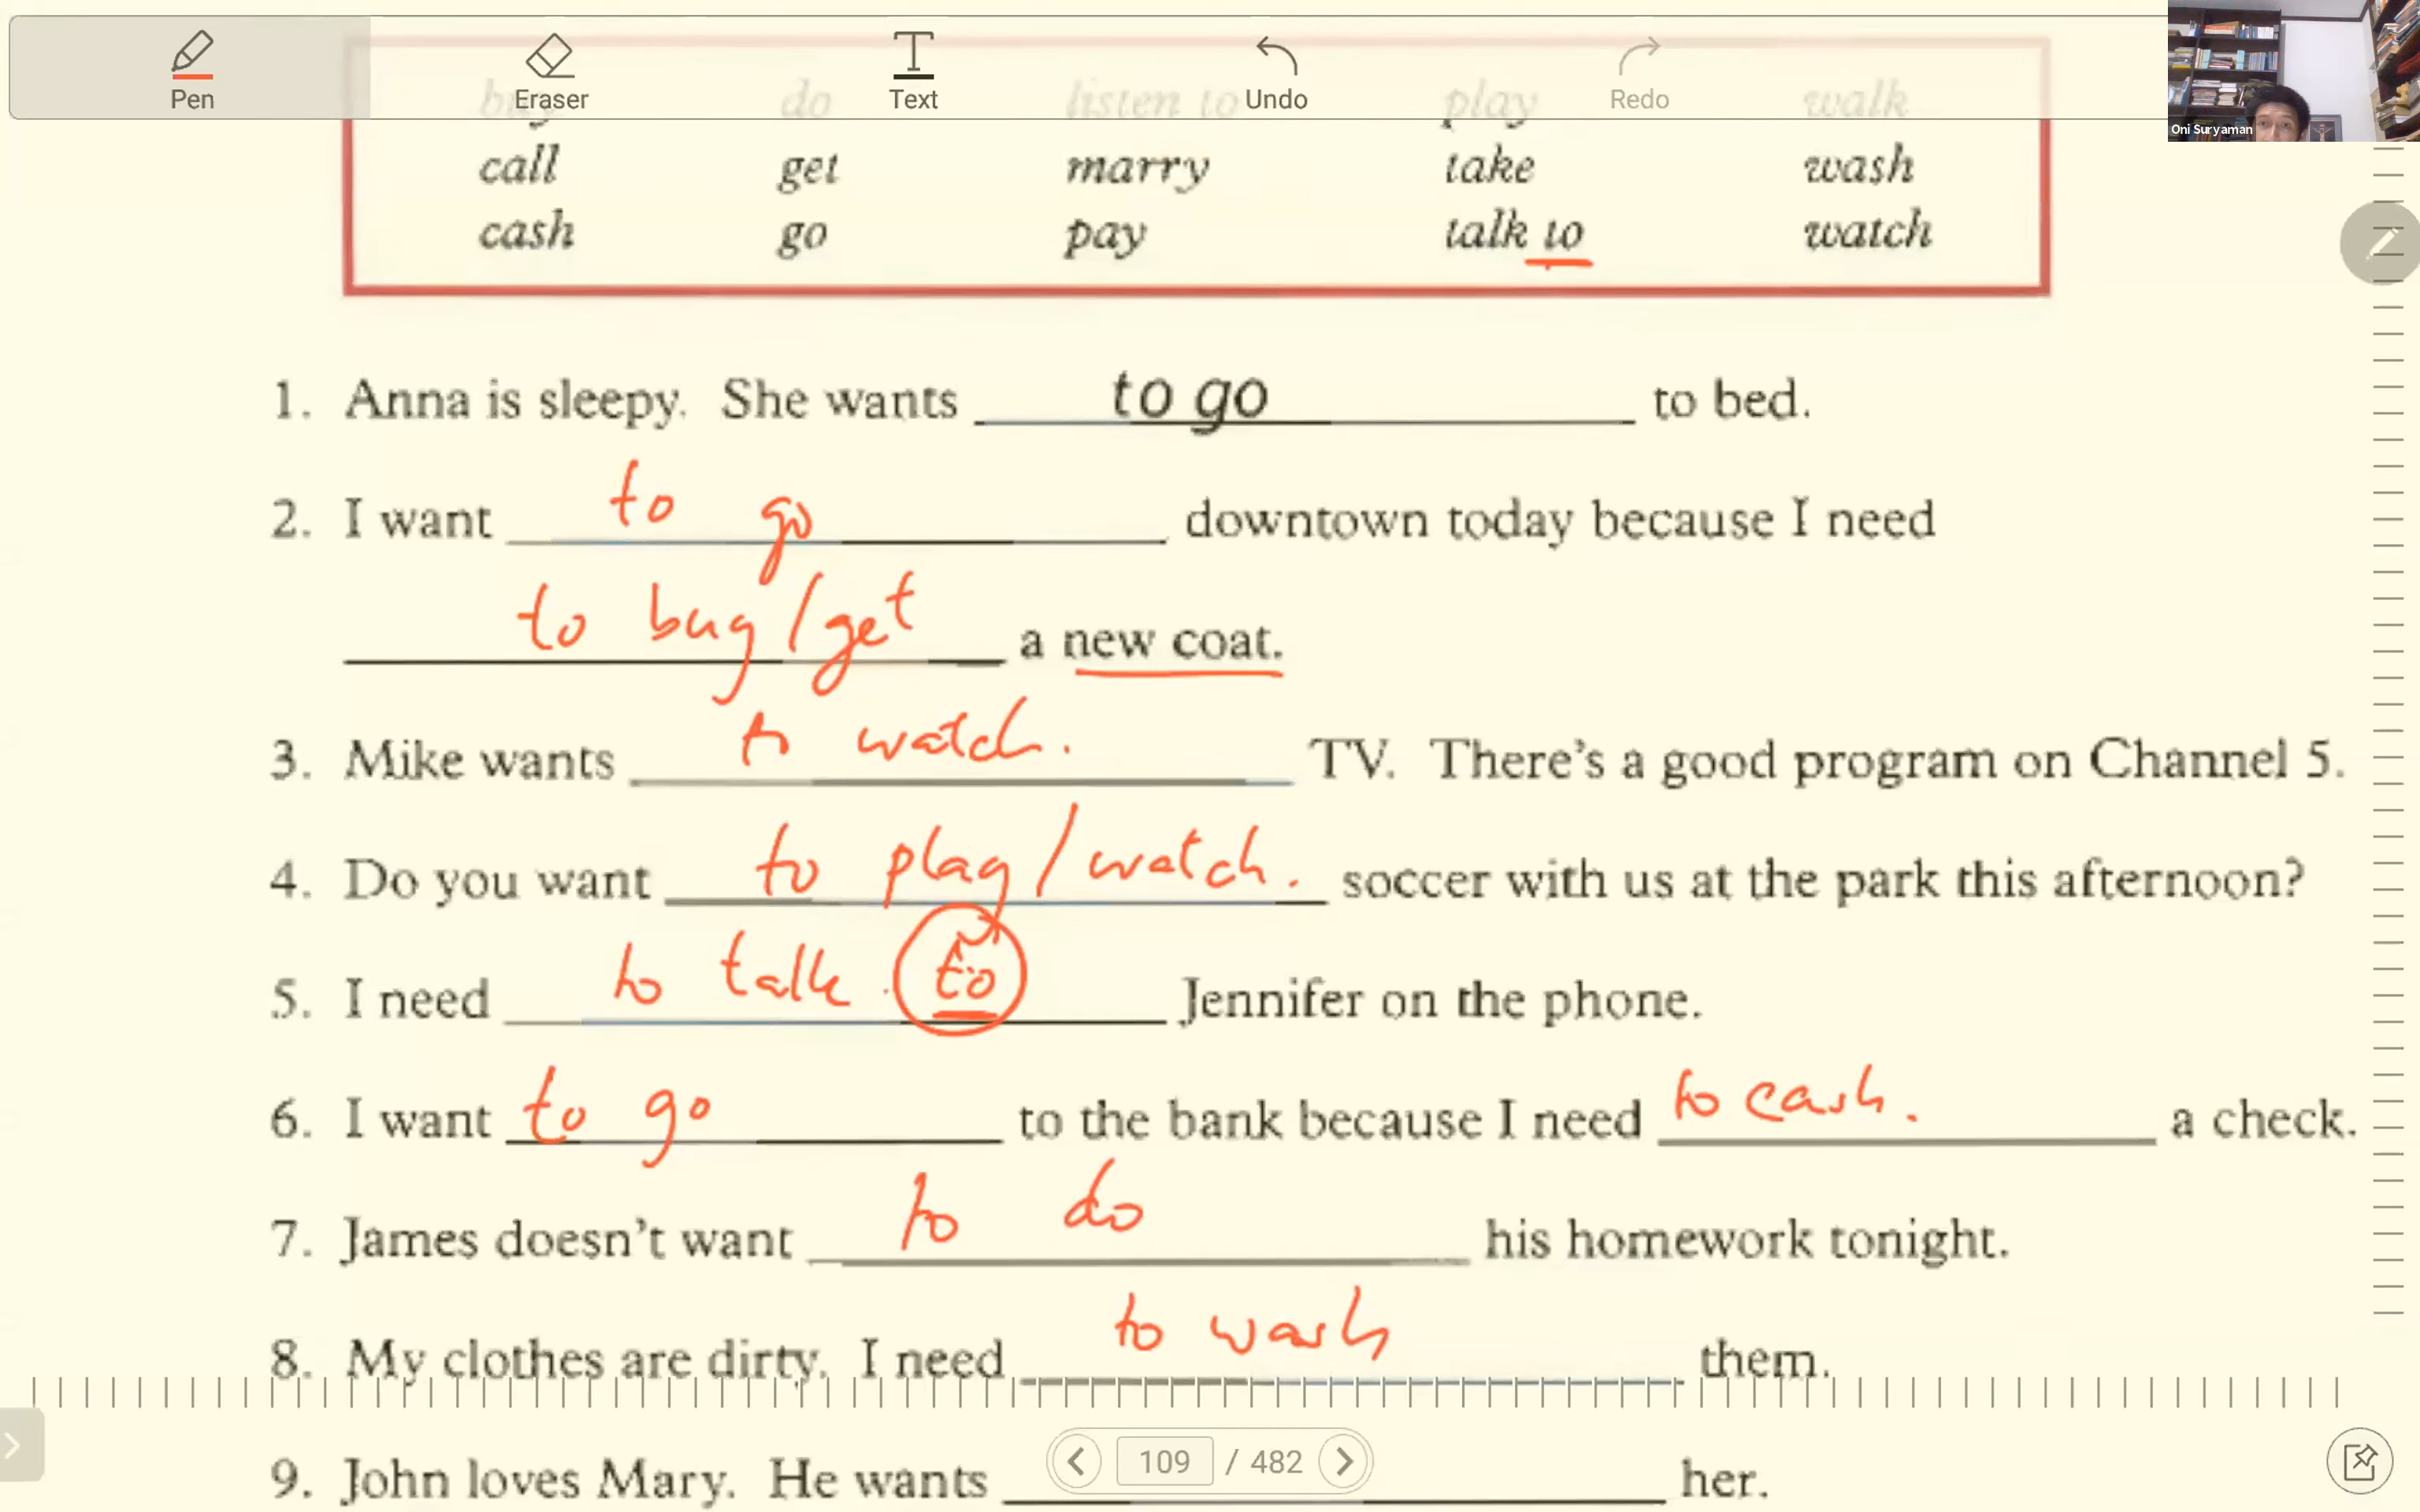 Pen Eraser Text Undo Redo
buy do listen to play walk
Oni Suryaman
call get marry take wash
cash go pay talk to watch
1. Anna is sleepy. She wants to go to bed.
2. I want to go downtown today because I need
to buy/get a new coat.
3. Mike wants to watch. TV. There's a good program on Channel 5.
4. Do you want to play/watch. soccer with us at the park this afternoon?
5. I need to talk to Jennifer on the phone.
6. I want to go to the bank because I need to cash. a check.
7. James doesn't want to do his homework tonight.
8. My clothes are dirty. I need to wash them.
109 / 482
9. John loves Mary. He wants her.